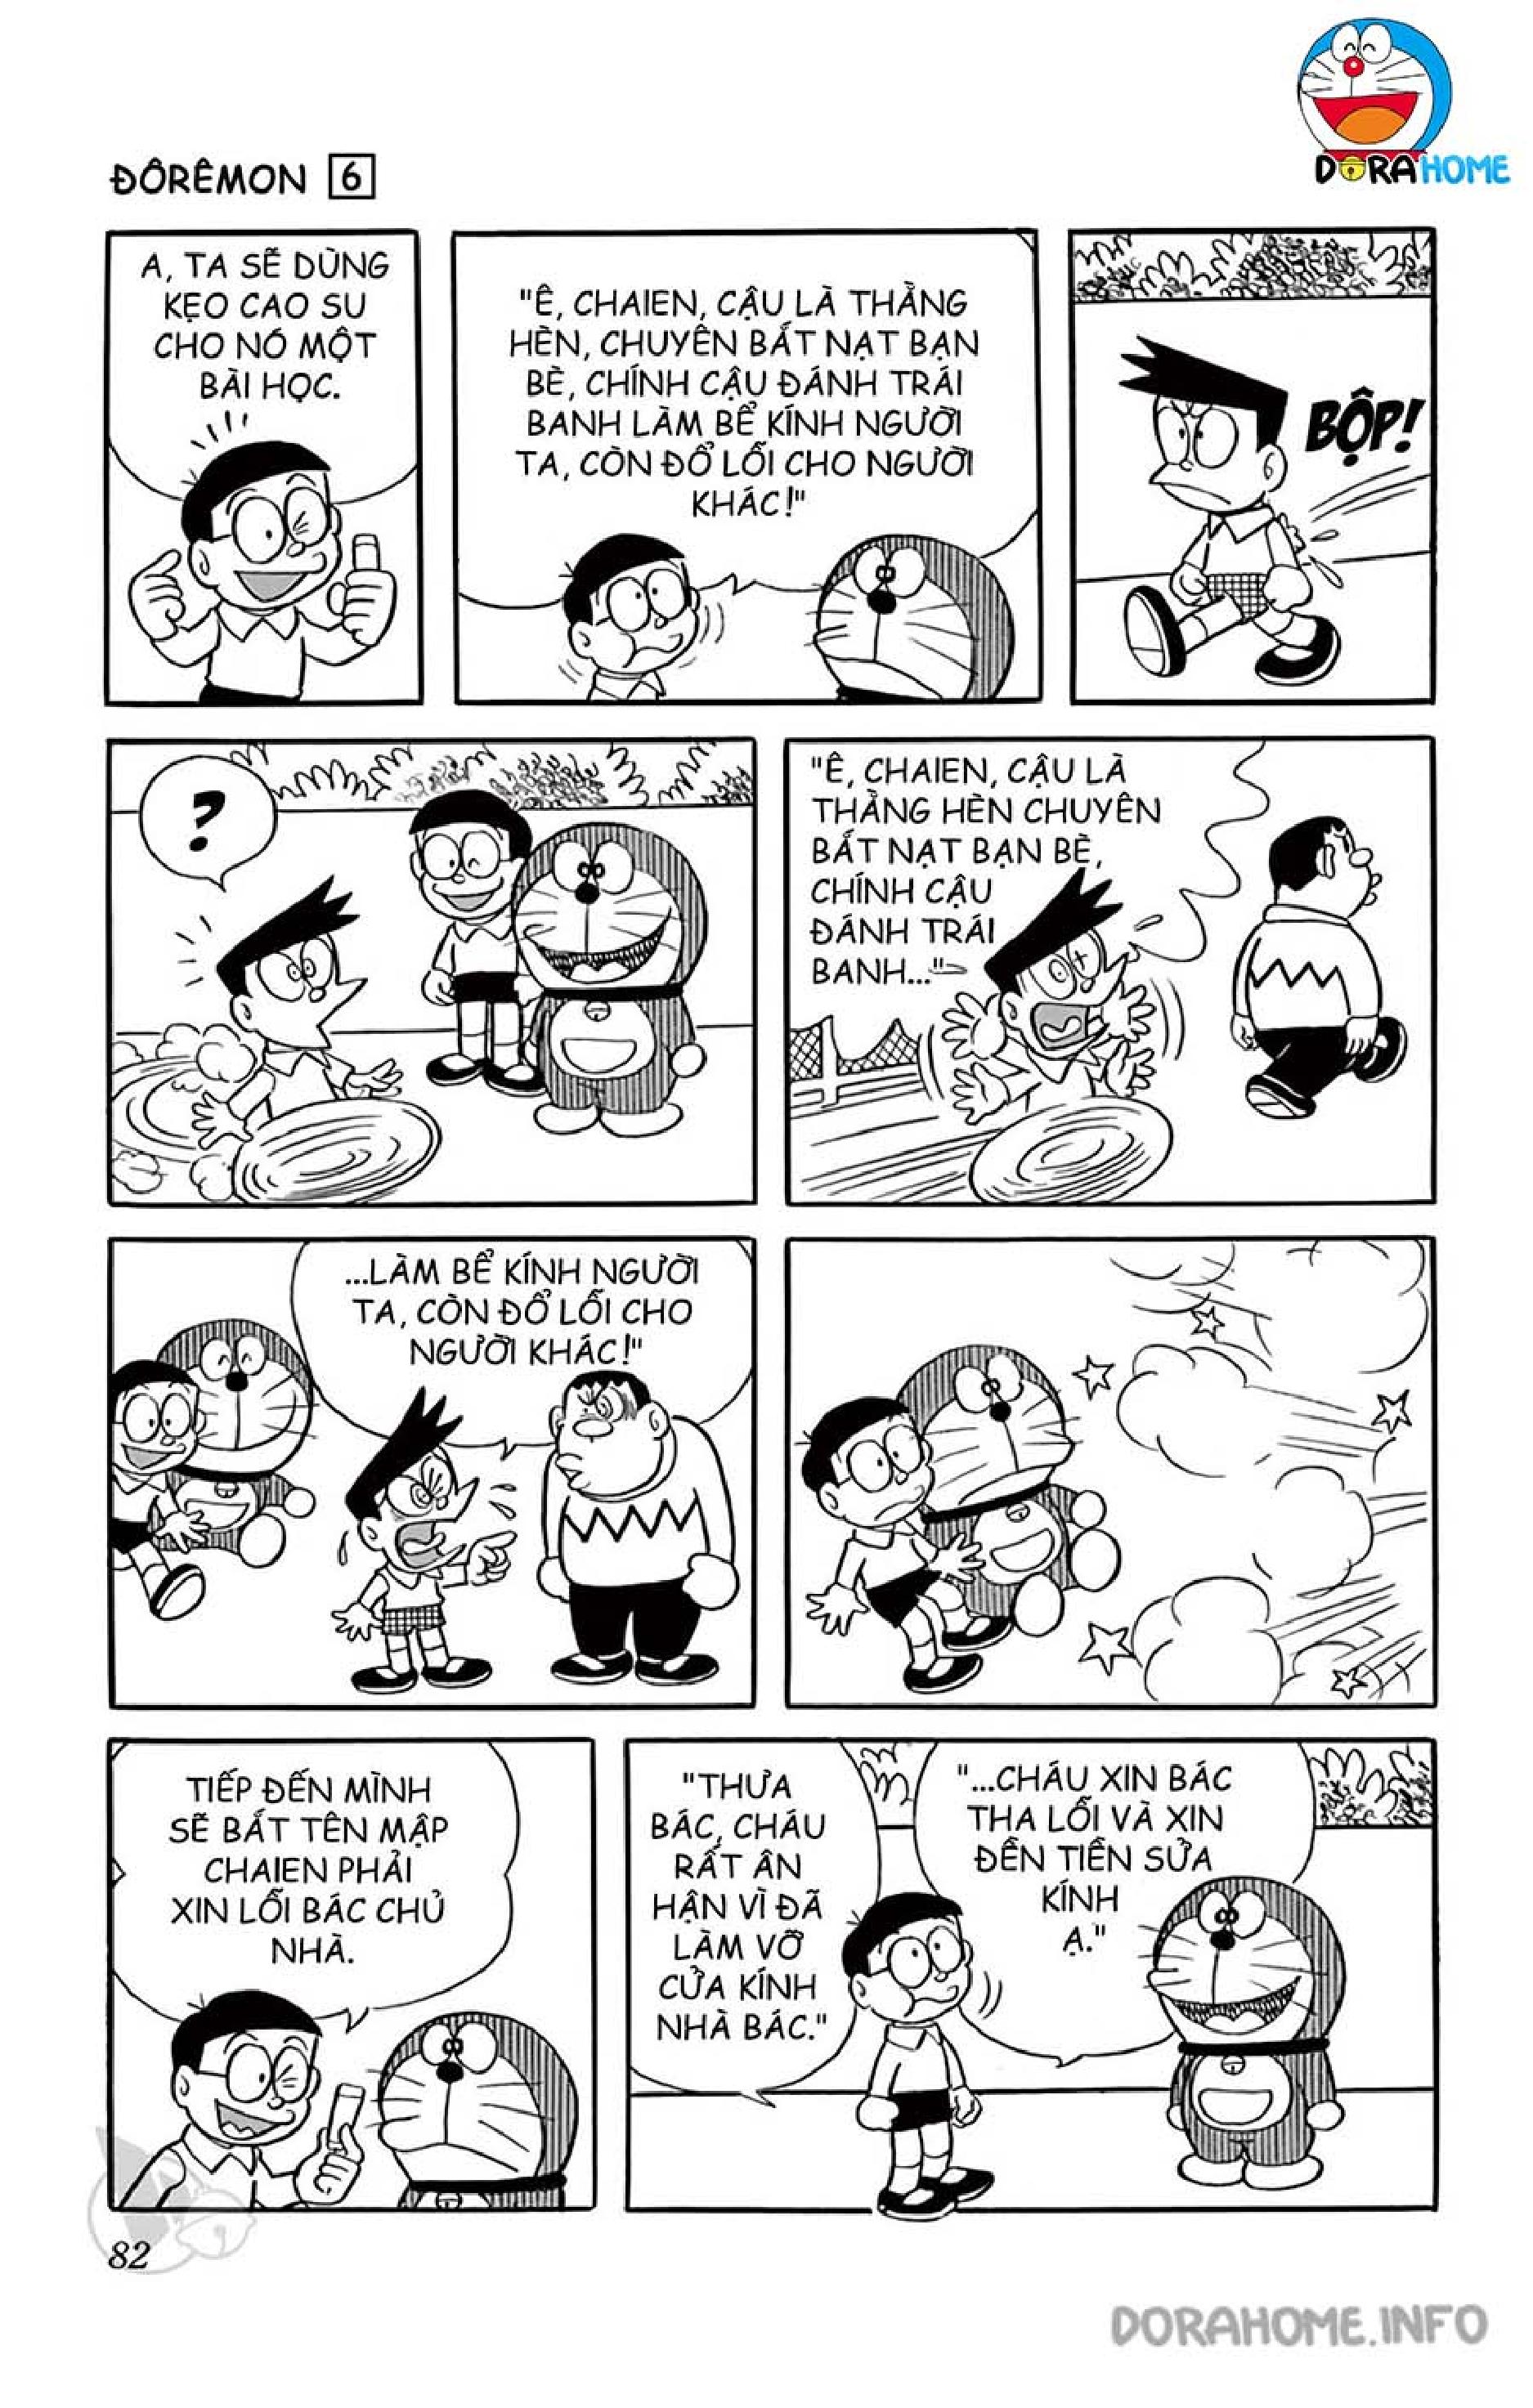 DORAHOME
ĐÔRÊMON 6
A, TA SẼ DÙNG
KẸO CAO SU
CHO NÓ MỘT
BÀI HỌC.
"Ê, CHAIEN, CẬU LÀ THẰNG
HÈN, CHUYÊN BẮT NẠT BẠN
BÈ, CHÍNH CẬU ĐÁNH TRÁI
BANH LÀM BỂ KÍNH NGƯỜI
TA, CÒN ĐỔ LỖI CHO NGƯỜI
KHÁC!"
BỘP!
?
"Ê, CHAIEN, CẬU LÀ
THẰNG HÈN CHUYÊN
BẮT NẠT BẠN BÈ,
CHÍNH CẬU
ĐÁNH TRÁI
BANH..."
...LÀM BỂ KÍNH NGƯỜI
TA, CÒN ĐỔ LỖI CHO
NGƯỜI KHÁC!"
TIẾP ĐẾN MÌNH
SẼ BẮT TÊN MẬP
CHAIEN PHẢI
XIN LỖI BÁC CHỦ
NHÀ.
"THƯA
BÁC, CHÁU
RẤT ÂN
HẬN VÌ ĐÃ
LÀM VỠ
CỬA KÍNH
NHÀ BÁC."
"...CHÁU XIN BÁC
THA LỖI VÀ XIN
ĐỀN TIỀN SỬA
KÍNH
Ạ."
82
DORAHOME.INFO